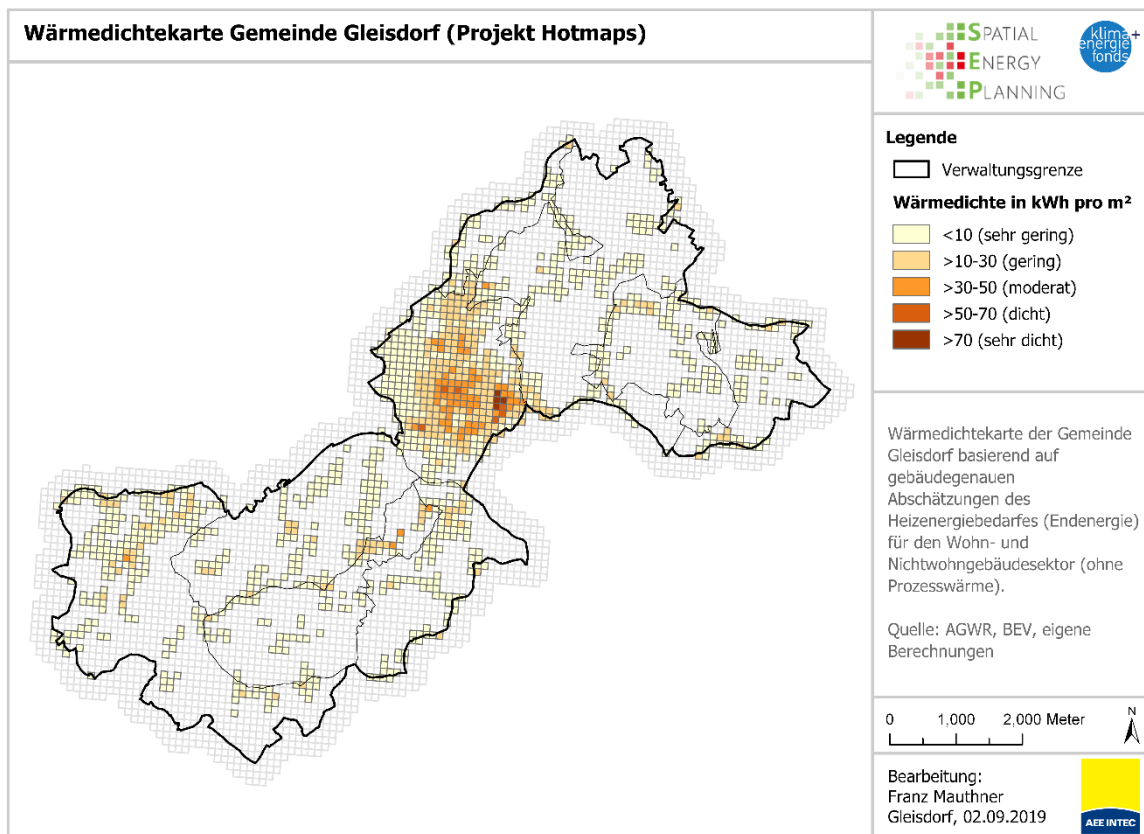 Wärmedichtekarte Gemeinde Gleisdorf (Projekt Hotmaps)
SPATIAL
ENERGY
PLANNING
klima+
energie
fonds
Legende
Verwaltungsgrenze
Wärmedichte in kWh pro m²
<10 (sehr gering)
>10-30 (gering)
>30-50 (moderat)
>50-70 (dicht)
>70 (sehr dicht)
Wärmedichtekarte der Gemeinde
Gleisdorf basierend auf
gebäudegenauen
Abschätzungen des
Heizenergiebedarfes (Endenergie)
für den Wohn- und
Nichtwohngebäudesektor (ohne
Prozesswärme).
Quelle: AGWR, BEV, eigene
Berechnungen
0 1,000 2,000 Meter
N
Bearbeitung:
Franz Mauthner
Gleisdorf, 02.09.2019
AEE INTEC